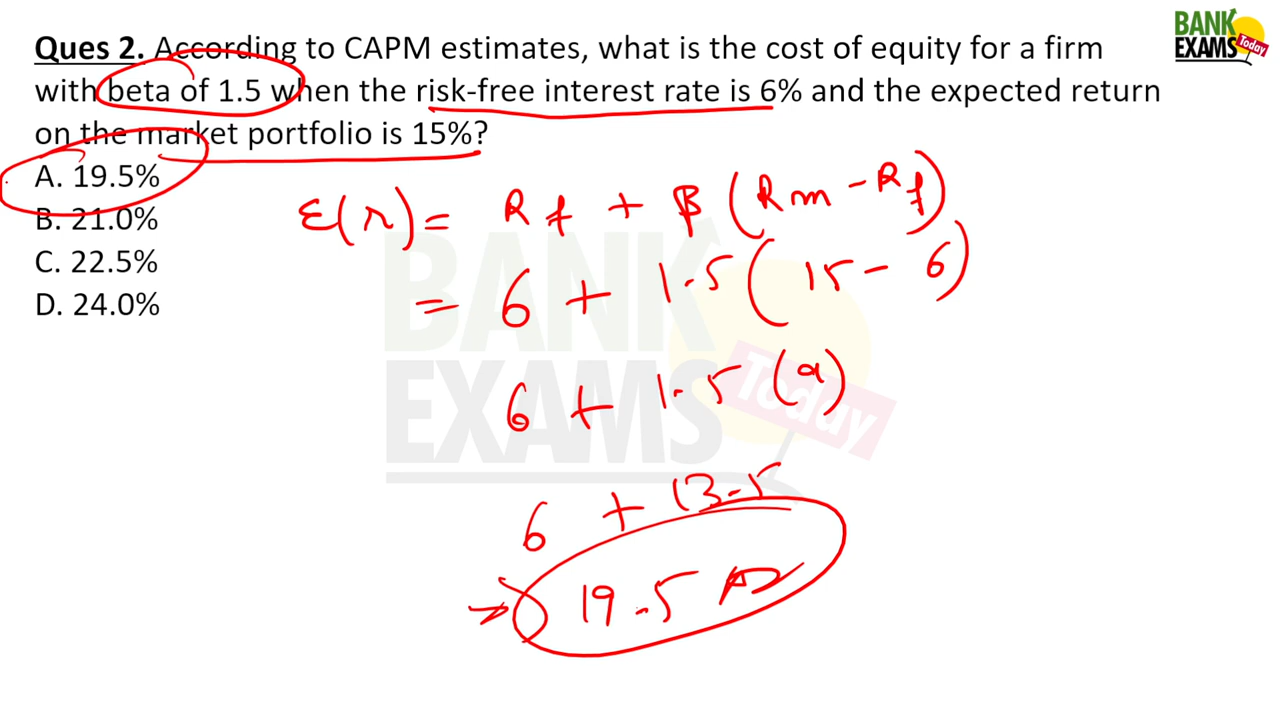 BANK
EXAMS
Today
Ques 2. According to CAPM estimates, what is the cost of equity for a firm
with beta of 1.5 when the risk-free interest rate is 6% and the expected return
on the market portfolio is 15%?
A. 19.5%
B. 21.0%
C. 22.5%
D. 24.0%
ε(r) = Rf + β (Rm - Rf)
= 6 + 1.5 (15 - 6)
6 + 1.5 (9)
6 + 13.5
⇒ 19.5
BANK
EXAMS
Today